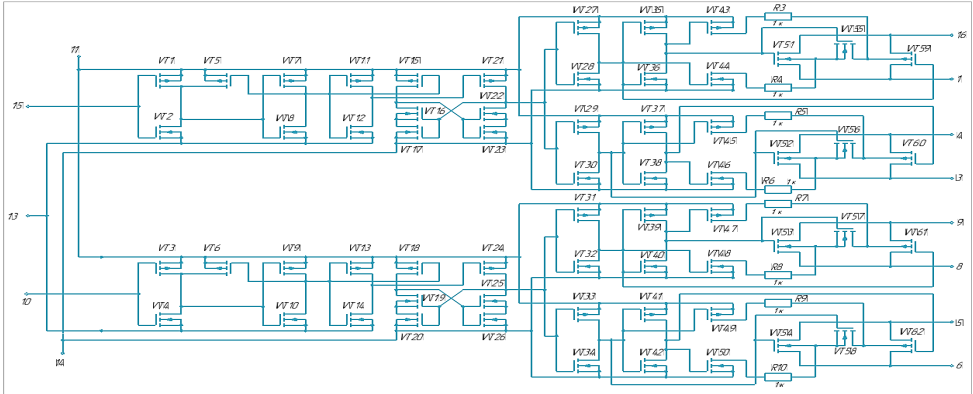 VT27 VT35 VT43 R3
11 VT1 VT5 VT7 VT11 VT15 VT21 1к VT55 16
VT51 VT59
VT28 VT36 VT44 R4 1
15 VT2 VT8 VT12 VT16 VT22 1к
VT29 VT37 R5
VT17 VT23 VT45 1к VT56 4
VT52 VT60
VT30 VT38 VT46 3
R6 1к
13 VT31 R7
VT39 VT47 1к VT57 9
VT3 VT6 VT9 VT13 VT18 VT24 VT53 VT61
VT32 VT40 VT48 R8 8
10 VT4 VT10 VT14 VT19 VT25 1к
VT33 VT41 R9
VT20 VT26 VT49 1к 5
VT54 VT62
14 VT34 VT42 VT50 VT58
R10 6
1к